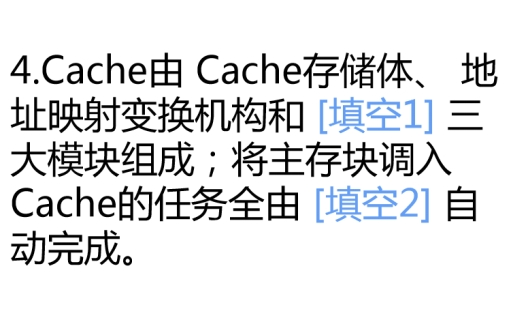 4.Cache由 Cache存储体、 地
址映射变换机构和 [填空1] 三
大模块组成；将主存块调入
Cache的任务全由 [填空2] 自
动完成。